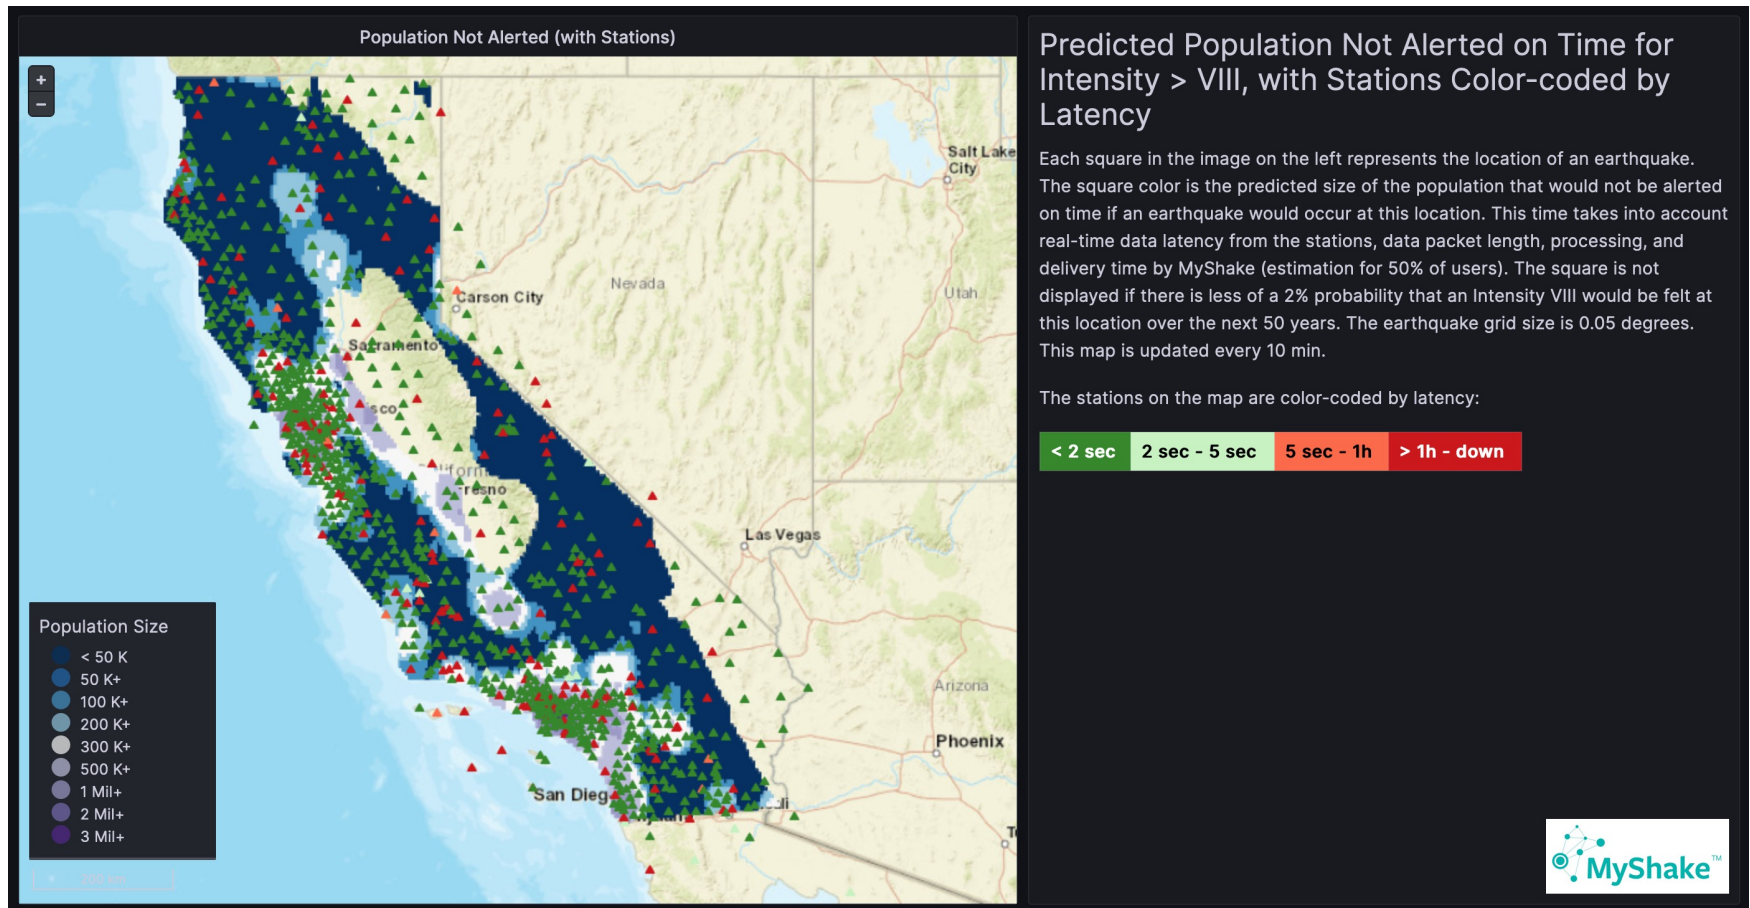 Population Not Alerted (with Stations)
+
−
Salt Lake
City
Nevada
Carson City
Utah
Sacramento
sco
liforn
resno
Las Vegas
Arizona
Phoenix
San Dieg
Population Size
< 50 K
50 K+
100 K+
200 K+
300 K+
500 K+
1 Mil+
2 Mil+
3 Mil+
Predicted Population Not Alerted on Time for
Intensity > VIII, with Stations Color-coded by
Latency
Each square in the image on the left represents the location of an earthquake.
The square color is the predicted size of the population that would not be alerted
on time if an earthquake would occur at this location. This time takes into account
real-time data latency from the stations, data packet length, processing, and
delivery time by MyShake (estimation for 50% of users). The square is not
displayed if there is less of a 2% probability that an Intensity VIII would be felt at
this location over the next 50 years. The earthquake grid size is 0.05 degrees.
This map is updated every 10 min.
The stations on the map are color-coded by latency:
< 2 sec 2 sec - 5 sec 5 sec - 1h > 1h - down
MyShake™